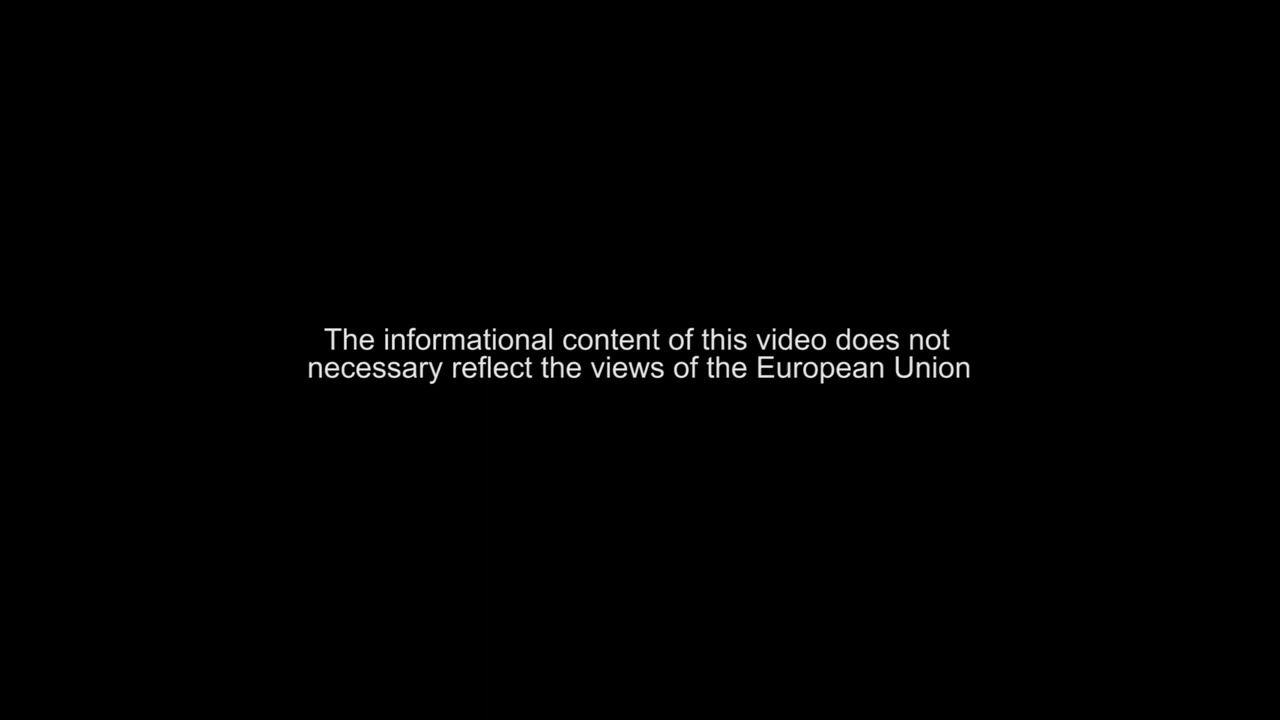 The informational content of this video does not
necessary reflect the views of the European Union